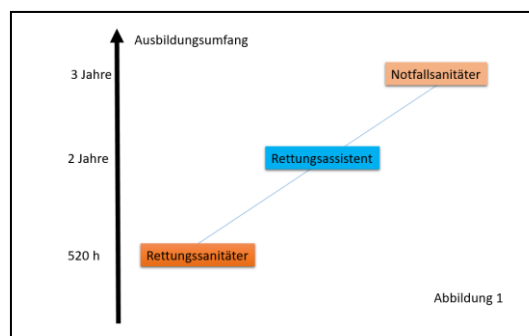 Ausbildungsumfang
3 Jahre
Notfallsanitäter
2 Jahre
Rettungsassistent
520 h
Rettungssanitäter
Abbildung 1